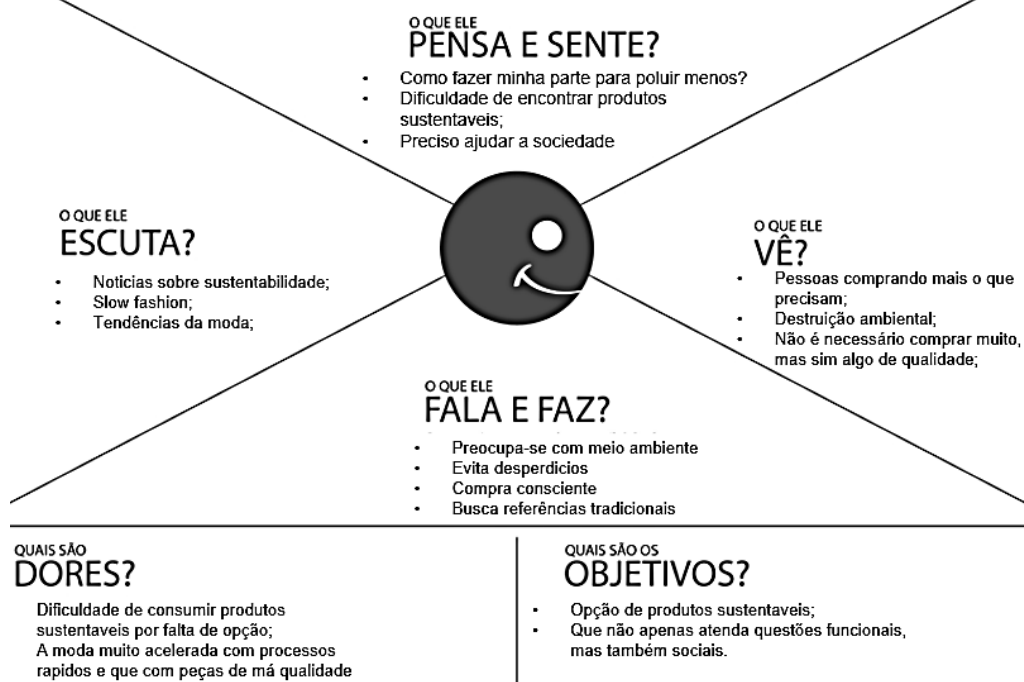 O QUE ELE
PENSA E SENTE?
• Como fazer minha parte para poluir menos?
• Dificuldade de encontrar produtos
sustentaveis;
• Preciso ajudar a sociedade
O QUE ELE
ESCUTA?
• Noticias sobre sustentabilidade;
• Slow fashion;
• Tendências da moda;
O QUE ELE
VÊ?
• Pessoas comprando mais o que
precisam;
• Destruição ambiental;
• Não é necessário comprar muito,
mas sim algo de qualidade;
O QUE ELE
FALA E FAZ?
• Preocupa-se com meio ambiente
• Evita desperdicios
• Compra consciente
• Busca referências tradicionais
QUAIS SÃO
DORES?
Dificuldade de consumir produtos
sustentaveis por falta de opção;
A moda muito acelerada com processos
rapidos e que com peças de má qualidade
QUAIS SÃO OS
OBJETIVOS?
• Opção de produtos sustentaveis;
• Que não apenas atenda questões funcionais,
mas também sociais.